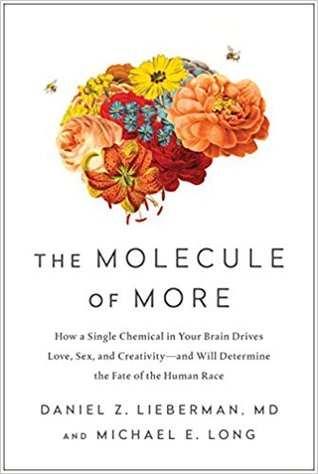 THE MOLECULE
OF MORE
How a Single Chemical in Your Brain Drives
Love, Sex, and Creativity—and Will Determine
the Fate of the Human Race
DANIEL Z. LIEBERMAN, MD
AND MICHAEL E. LONG